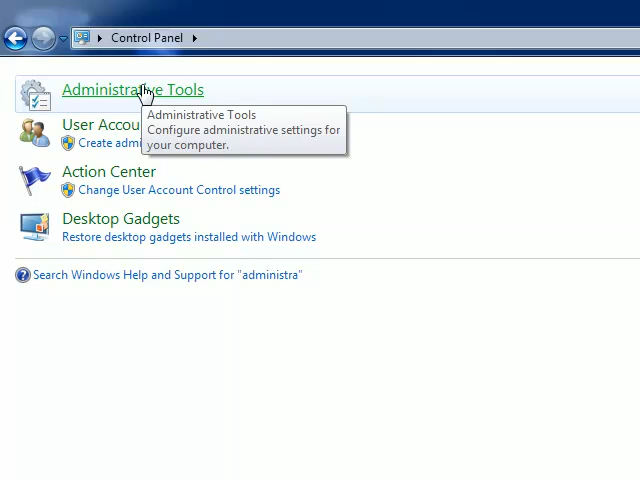 Control Panel
Administrative Tools
Administrative Tools
Configure administrative settings for
your computer.
User Accou
Create admi
Action Center
Change User Account Control settings
Desktop Gadgets
Restore desktop gadgets installed with Windows
Search Windows Help and Support for "administra"